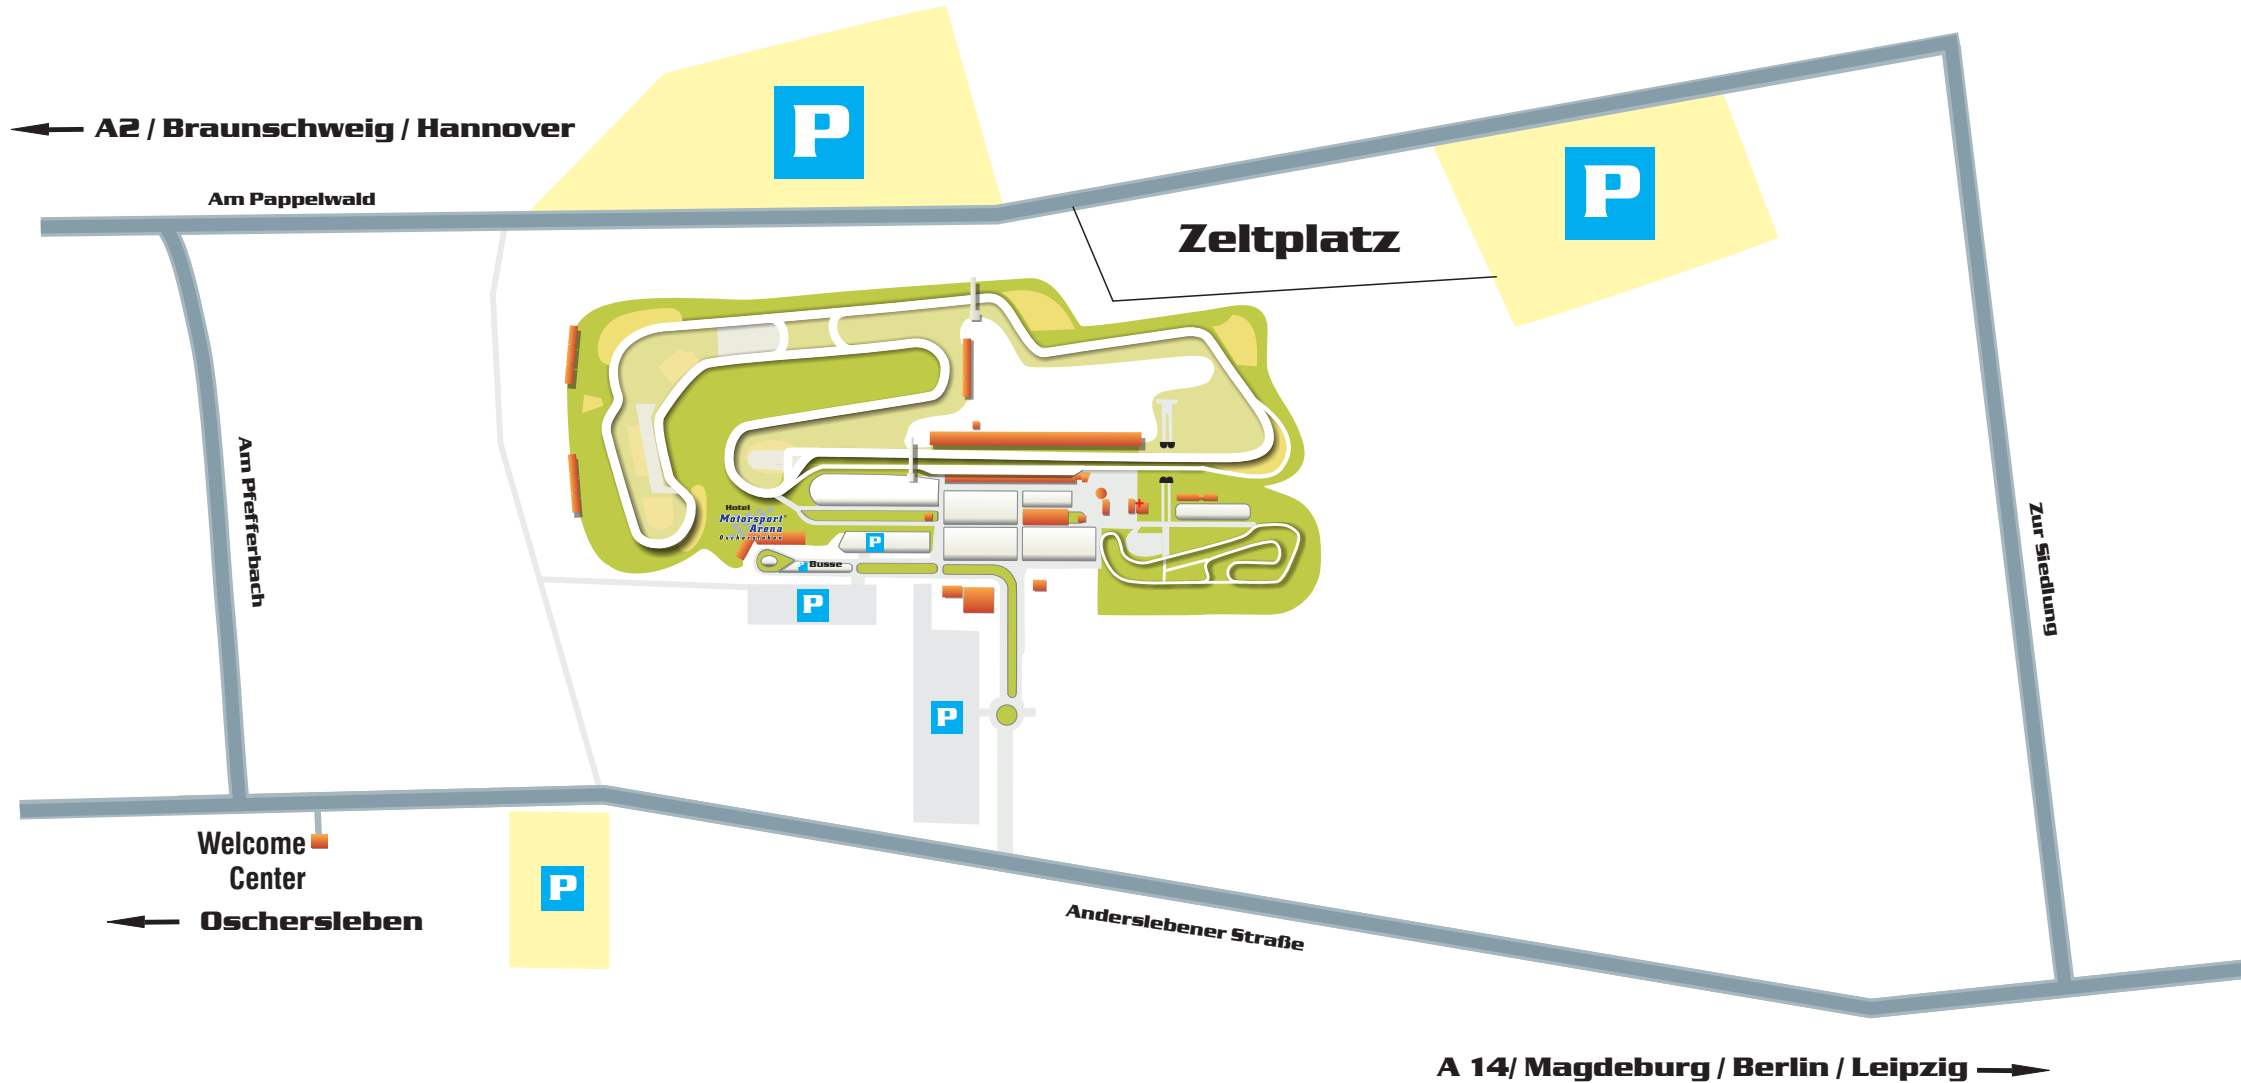 P
A2 / Braunschweig / Hannover
P
Am Pappelwald
Zeltplatz
Am Pfefferbach
Hotel
Motorsport
Arena
Oschersleben
P
P Busse
P
Zur Siedlung
P
Welcome
Center
P
Oschersleben
Anderslebener Straße
A 14/ Magdeburg / Berlin / Leipzig